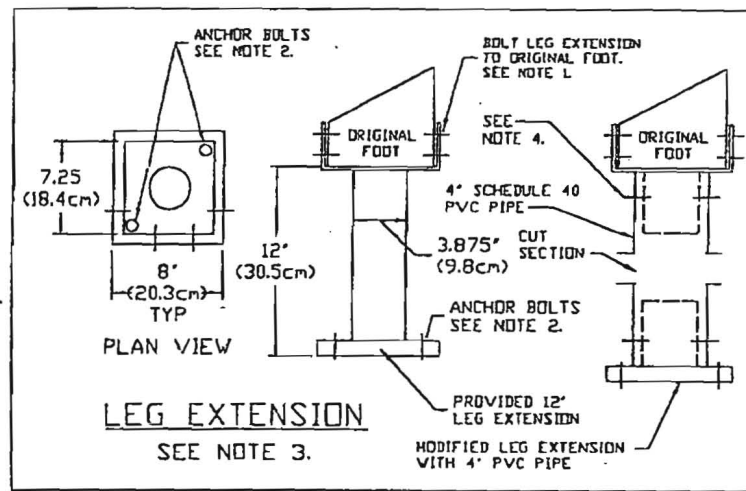 ANCHOR BOLTS
SEE NOTE 2.
7.25
(18.4cm)
8"
(20.3cm)
TYP
PLAN VIEW
LEG EXTENSION
SEE NOTE 3.
BOLT LEG EXTENSION
TO ORIGINAL FOOT.
SEE NOTE 1.
ORIGINAL
FOOT
12"
(30.5cm)
3.875"
(9.8cm)
ANCHOR BOLTS
SEE NOTE 2.
PROVIDED 12"
LEG EXTENSION
SEE
NOTE 4.
ORIGINAL
FOOT
4" SCHEDULE 40
PVC PIPE
CUT
SECTION
MODIFIED LEG EXTENSION
WITH 4" PVC PIPE